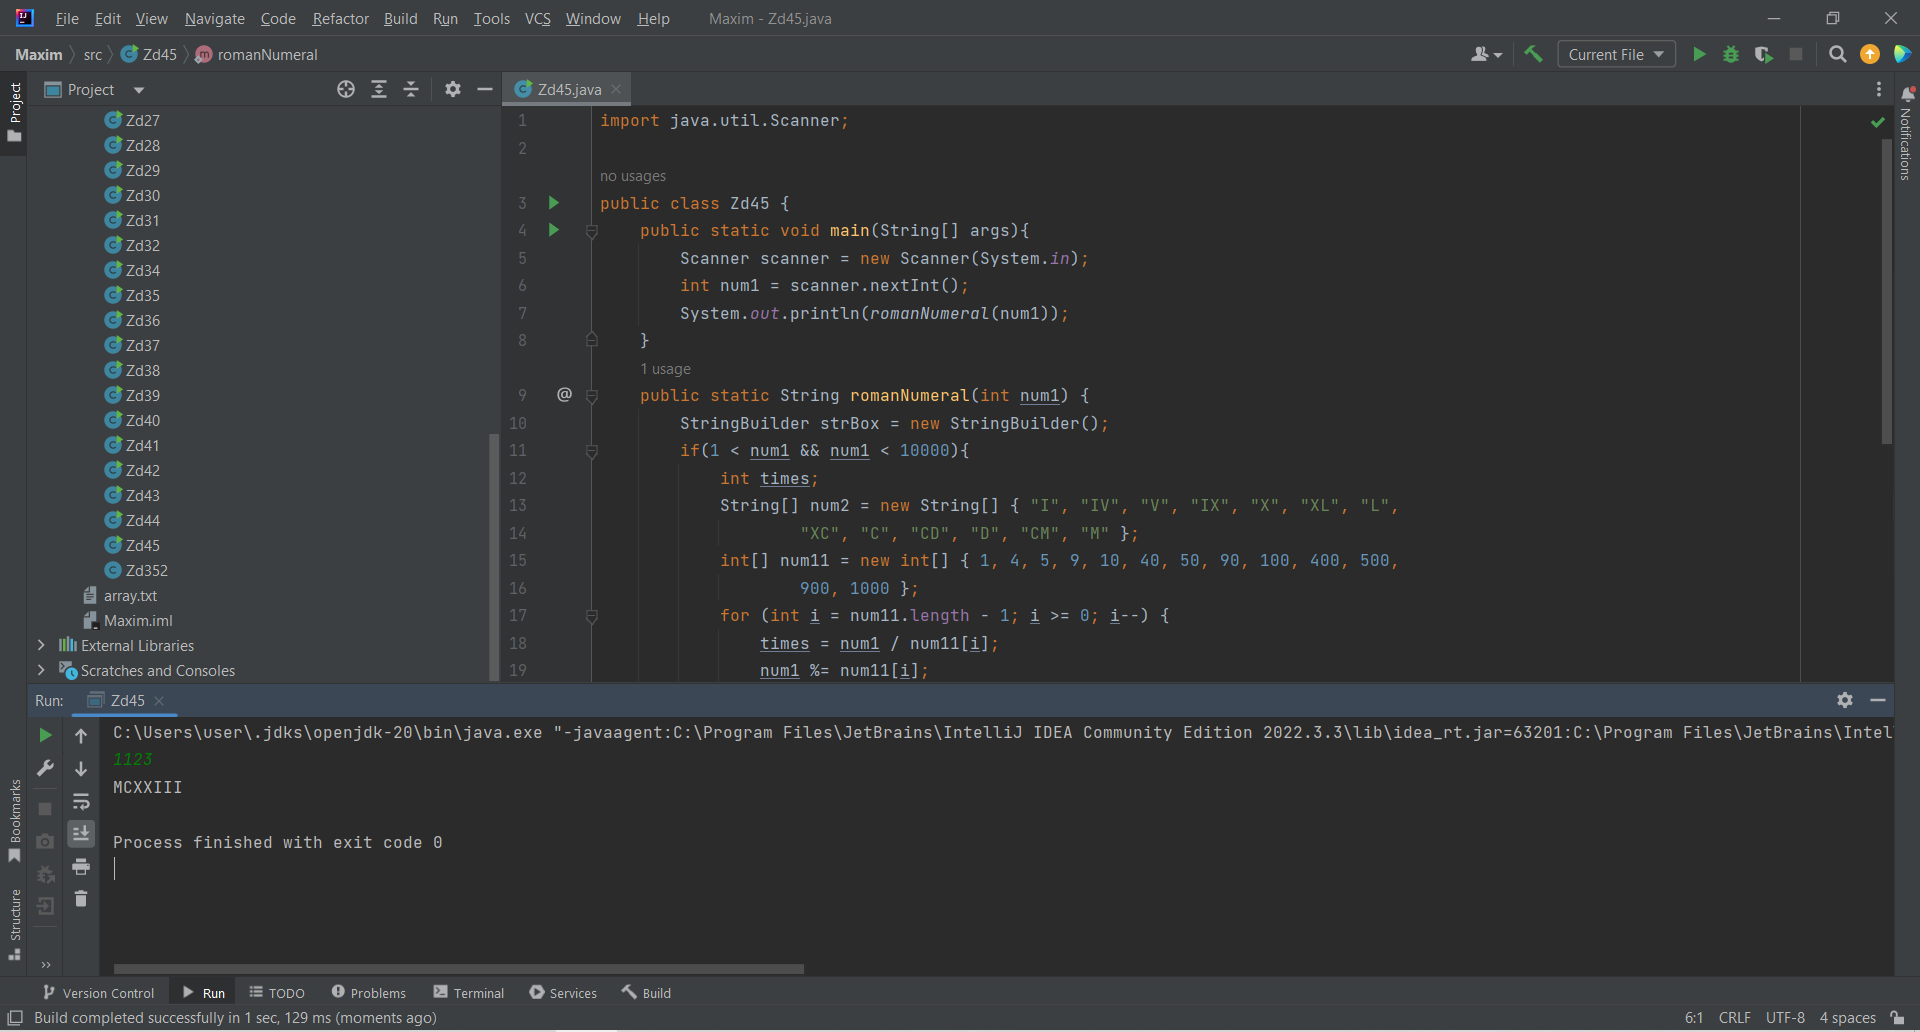 File Edit View Navigate Code Refactor Build Run Tools VCS Window Help Maxim - Zd45.java
Maxim src Zd45 romanNumeral Current File
Project
Project
Zd27
Zd28
Zd29
Zd30
Zd31
Zd32
Zd34
Zd35
Zd36
Zd37
Zd38
Zd39
Zd40
Zd41
Zd42
Zd43
Zd44
Zd45
Zd352
array.txt
Maxim.iml
External Libraries
Scratches and Consoles
Zd45.java
1 import java.util.Scanner;
2
no usages
3 public class Zd45 {
4 public static void main(String[] args){
5 Scanner scanner = new Scanner(System.in);
6 int num1 = scanner.nextInt();
7 System.out.println(romanNumeral(num1));
8 }
1 usage
9 @ public static String romanNumeral(int num1) {
10 StringBuilder strBox = new StringBuilder();
11 if(1 < num1 && num1 < 10000){
12 int times;
13 String[] num2 = new String[] { "I", "IV", "V", "IX", "X", "XL", "L",
14 "XC", "C", "CD", "D", "CM", "M" };
15 int[] num11 = new int[] { 1, 4, 5, 9, 10, 40, 50, 90, 100, 400, 500,
16 900, 1000 };
17 for (int i = num11.length - 1; i >= 0; i--) {
18 times = num1 / num11[i];
19 num1 %= num11[i];
Notifications
Run: Zd45
C:\Users\user\.jdks\openjdk-20\bin\java.exe "-javaagent:C:\Program Files\JetBrains\IntelliJ IDEA Community Edition 2022.3.3\lib\idea_rt.jar=63201:C:\Program Files\JetBrains\Intel
1123
MCXXIII
Process finished with exit code 0
Bookmarks
Structure
Version Control Run TODO Problems Terminal Services Build
Build completed successfully in 1 sec, 129 ms (moments ago) 6:1 CRLF UTF-8 4 spaces